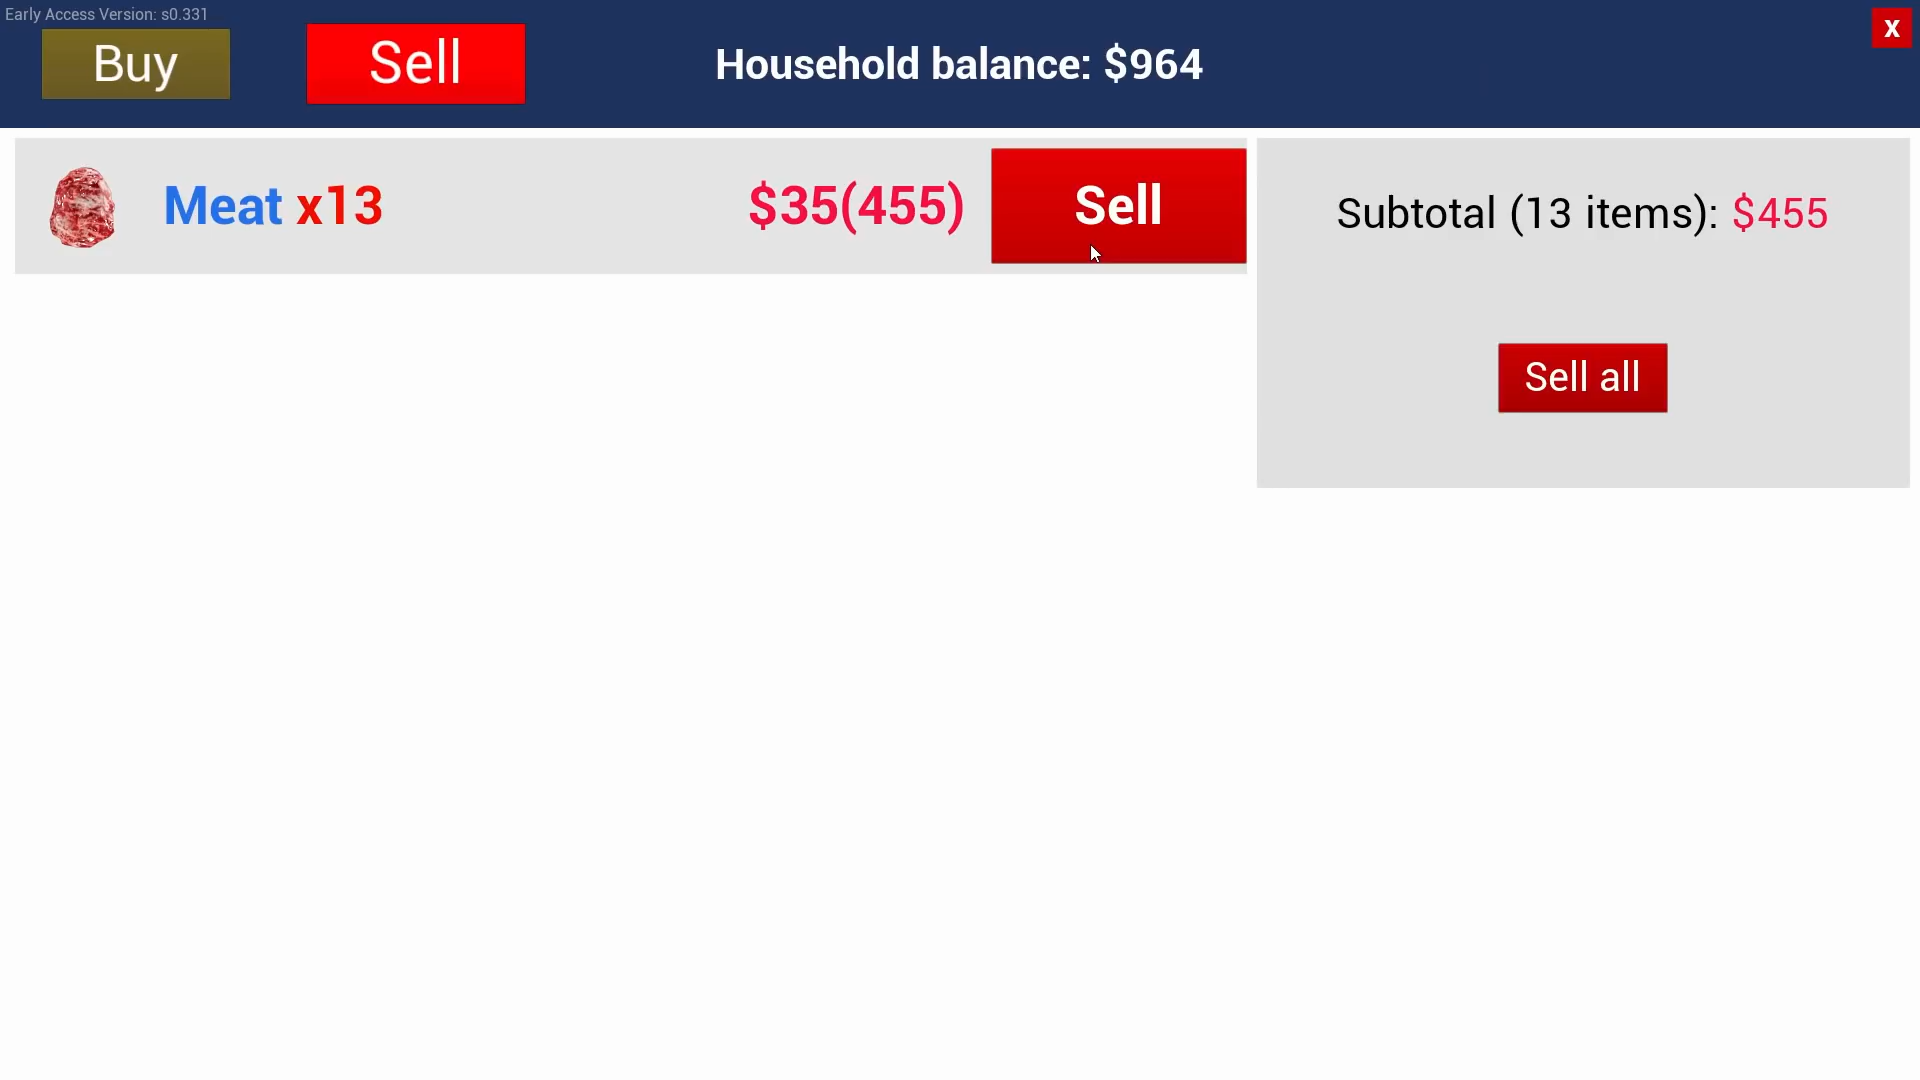 Early Access Version: s0.331
Buy
Sell
Household balance: $964
X
Meat x13
$35(455)
Sell
Subtotal (13 items): $455
Sell all